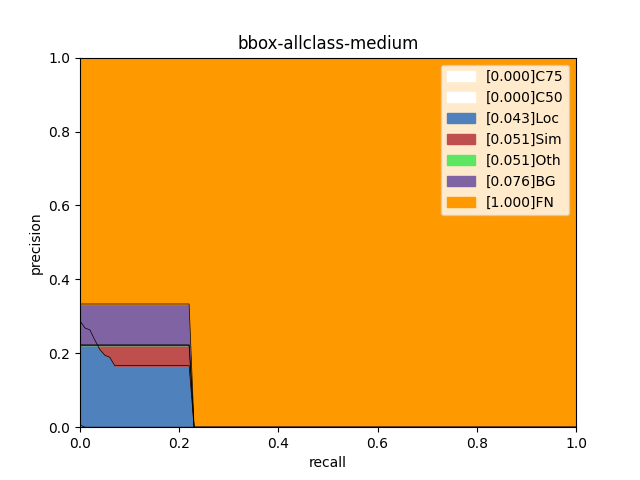 bbox-allclass-medium
1.0
0.8
0.6
0.4
0.2
0.0
precision
[0.000]C75
[0.000]C50
[0.043]Loc
[0.051]Sim
[0.051]Oth
[0.076]BG
[1.000]FN
0.0 0.2 0.4 0.6 0.8 1.0
recall